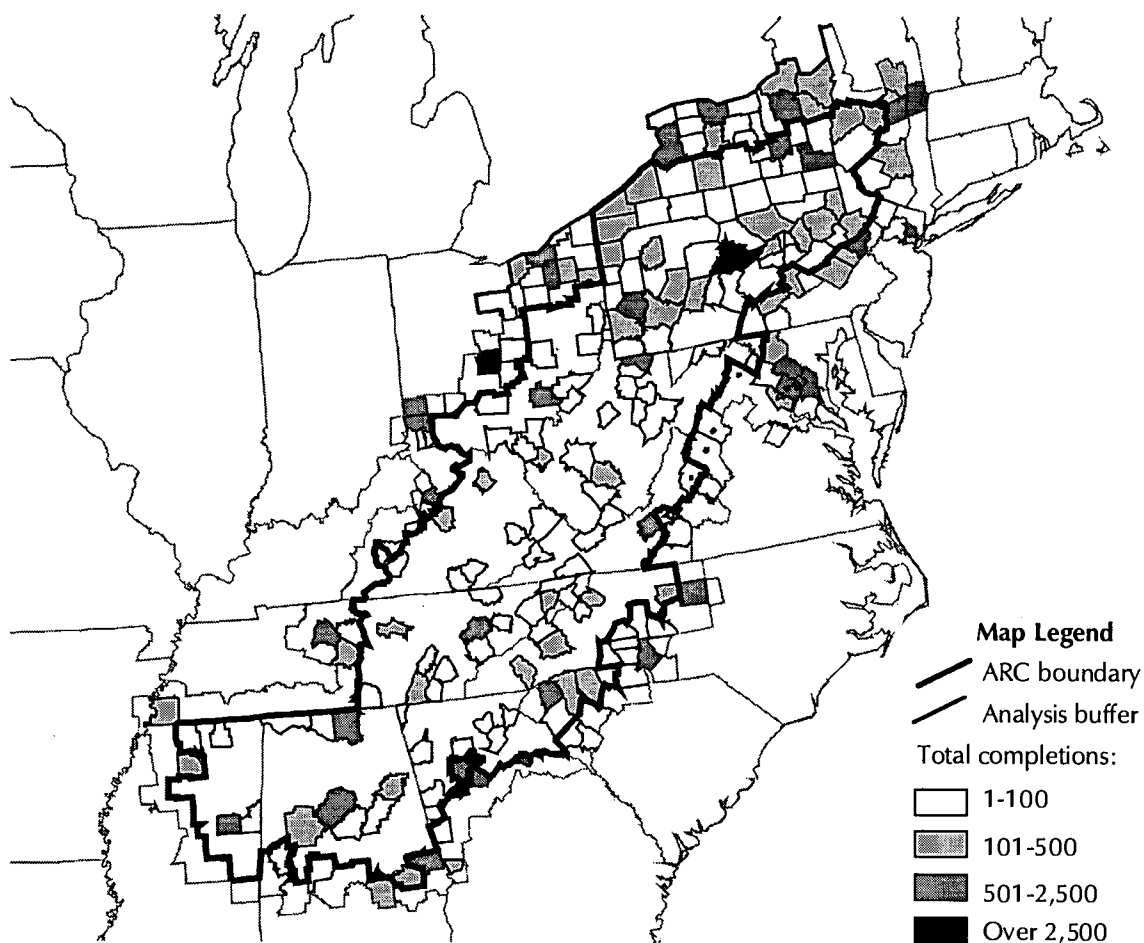 Map Legend
ARC boundary
Analysis buffer
Total completions:
1-100
101-500
501-2,500
Over 2,500